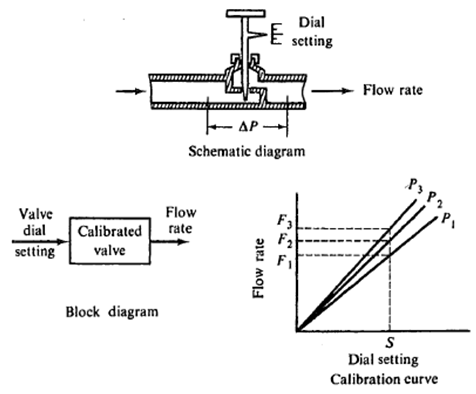 Dial
setting
Flow rate
ΔP
Schematic diagram
Valve
dial
setting
Calibrated
valve
Flow
rate
Block diagram
P3
P2
P1
F3
F2
F1
Flow rate
S
Dial setting
Calibration curve